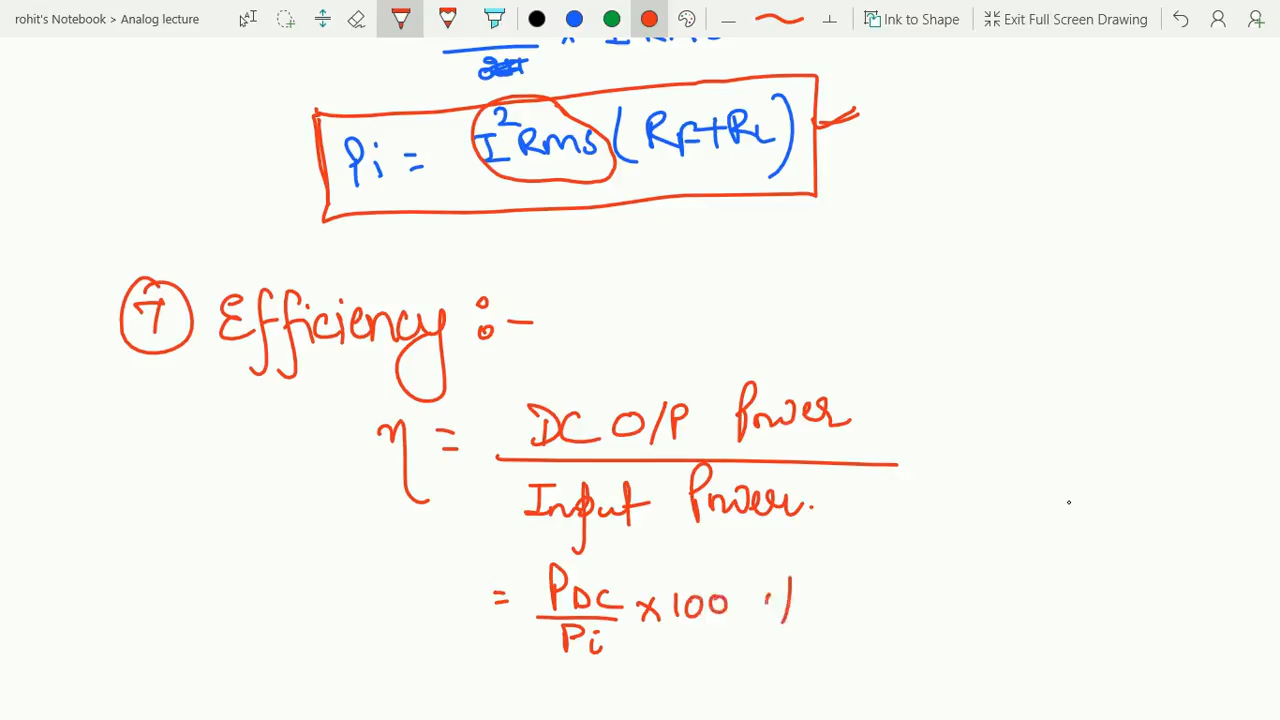 rohit's Notebook > Analog lecture
Ink to Shape
Exit Full Screen Drawing
Pi = I²Rms (RF+RL)
7 Efficiency :-
η = DC O/P Power
Input Power.
= PDC × 100
Pi